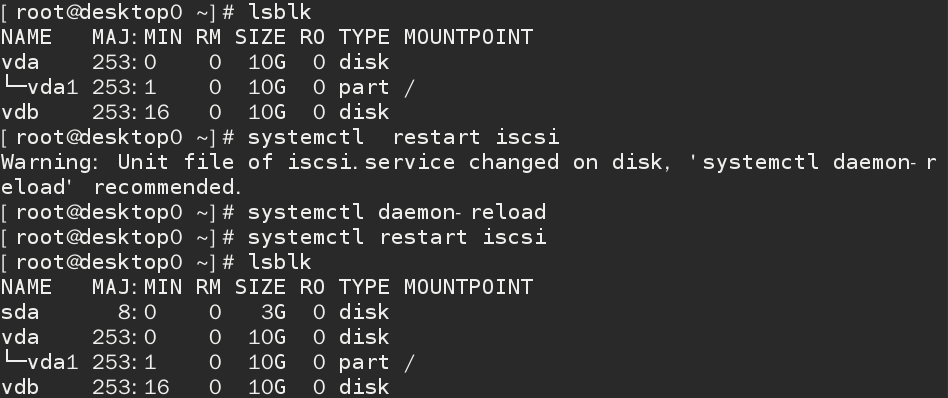 [root@desktop0 ~]# lsblk
NAME   MAJ:MIN RM SIZE RO TYPE MOUNTPOINT
vda    253:0    0  10G  0 disk
└─vda1 253:1    0  10G  0 part /
vdb    253:16   0  10G  0 disk
[root@desktop0 ~]# systemctl  restart iscsi
Warning: Unit file of iscsi.service changed on disk, 'systemctl daemon-r
eload' recommended.
[root@desktop0 ~]# systemctl daemon-reload
[root@desktop0 ~]# systemctl restart iscsi
[root@desktop0 ~]# lsblk
NAME   MAJ:MIN RM SIZE RO TYPE MOUNTPOINT
sda      8:0    0   3G  0 disk
vda    253:0    0  10G  0 disk
└─vda1 253:1    0  10G  0 part /
vdb    253:16   0  10G  0 disk